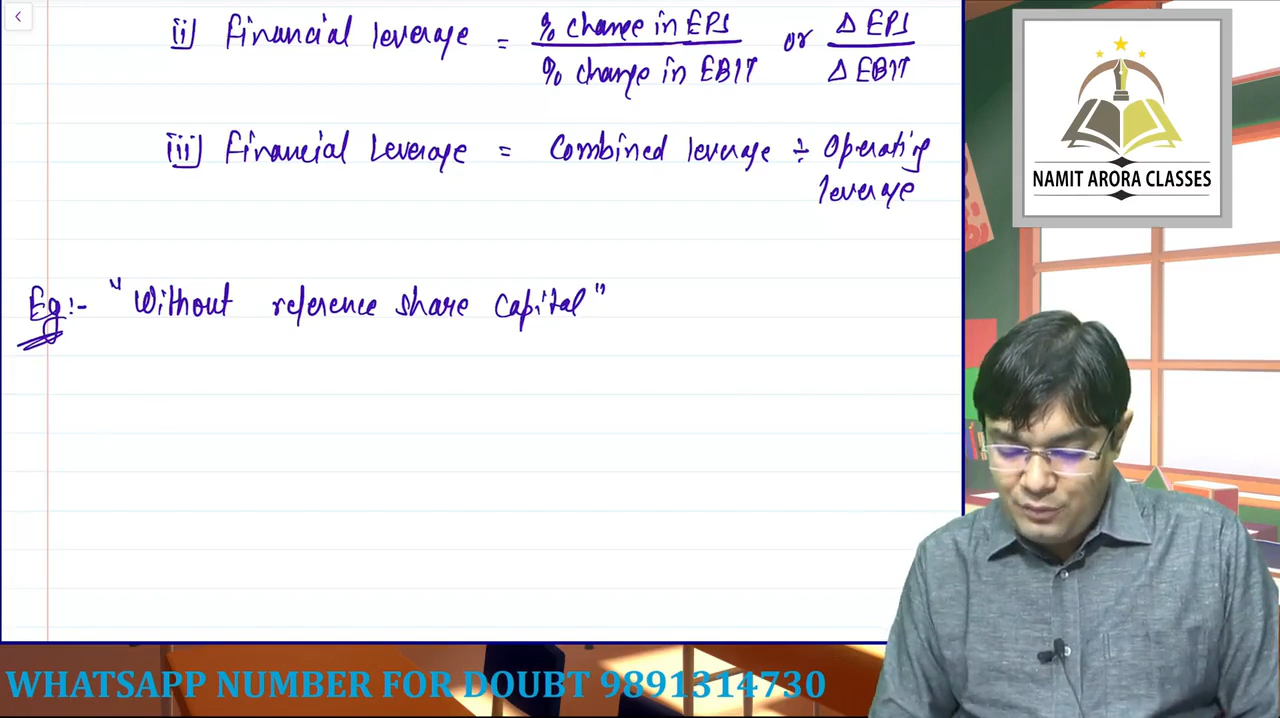 ii) Financial leverage = % change in EPS / % change in EBIT or Δ EPS / Δ EBIT
iii) Financial Leverage = Combined leverage ÷ Operating
leverage
Eg:- "Without reference share capital"
NAMIT ARORA CLASSES
WHATSAPP NUMBER FOR DOUBT 9891314730